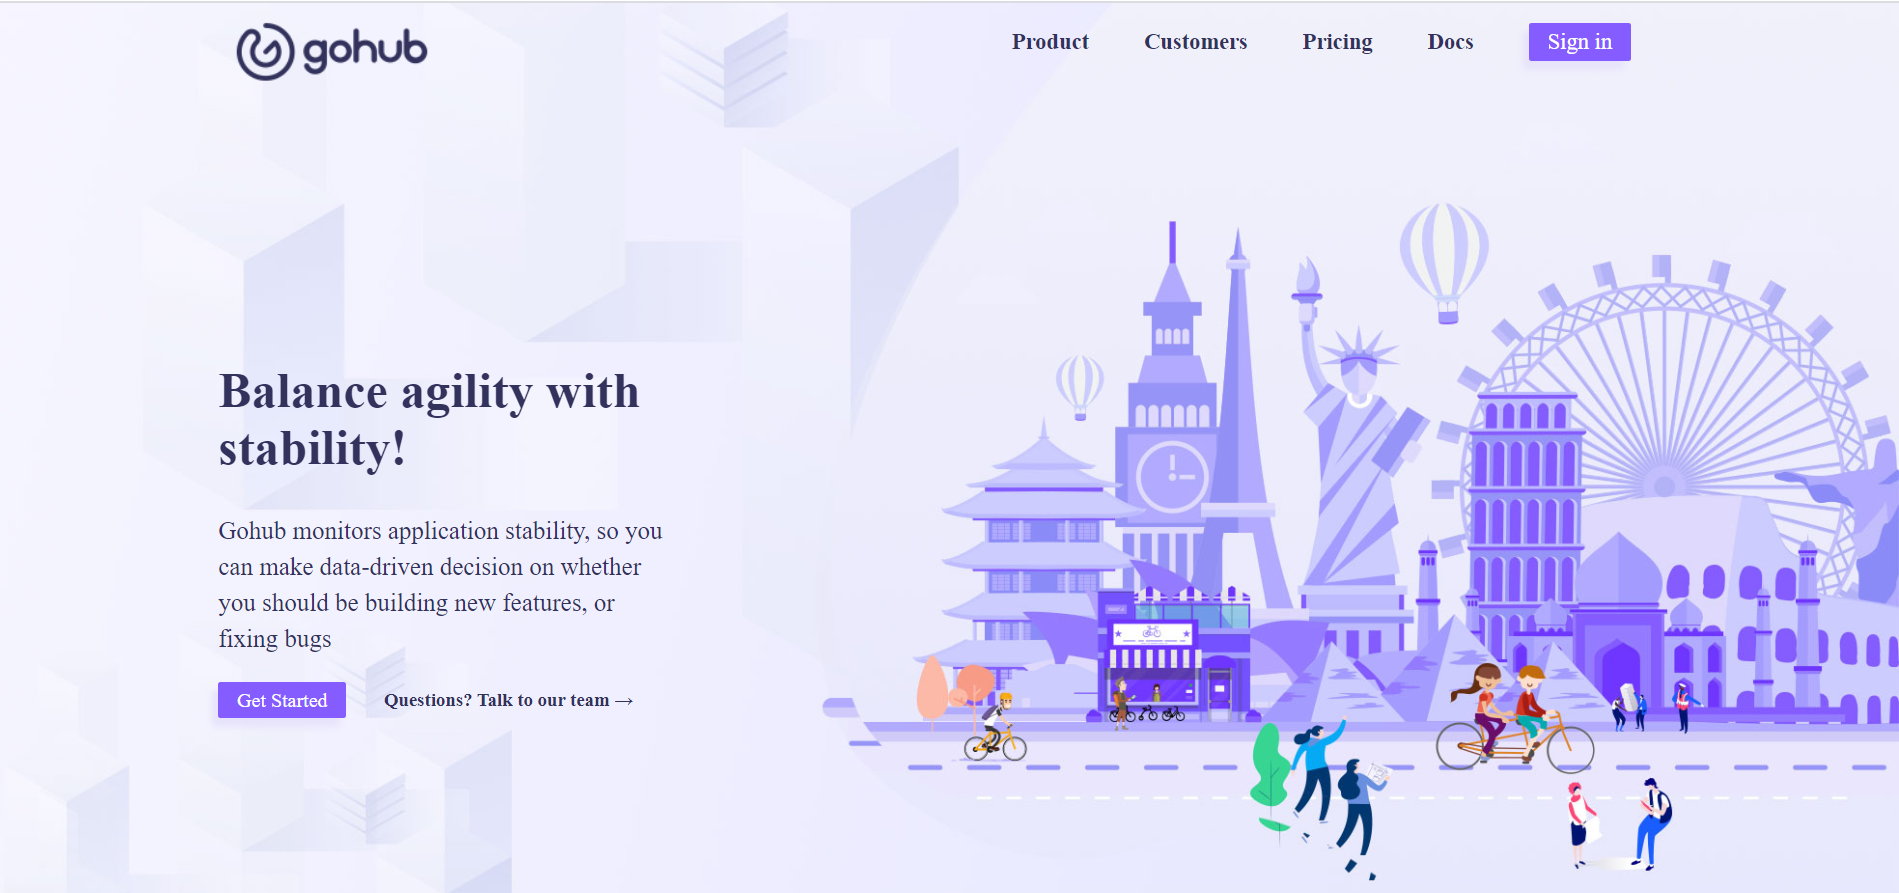 gohub
Product
Customers
Pricing
Docs
Sign in
Balance agility with
stability!
Gohub monitors application stability, so you
can make data-driven decision on whether
you should be building new features, or
fixing bugs
Get Started
Questions? Talk to our team →